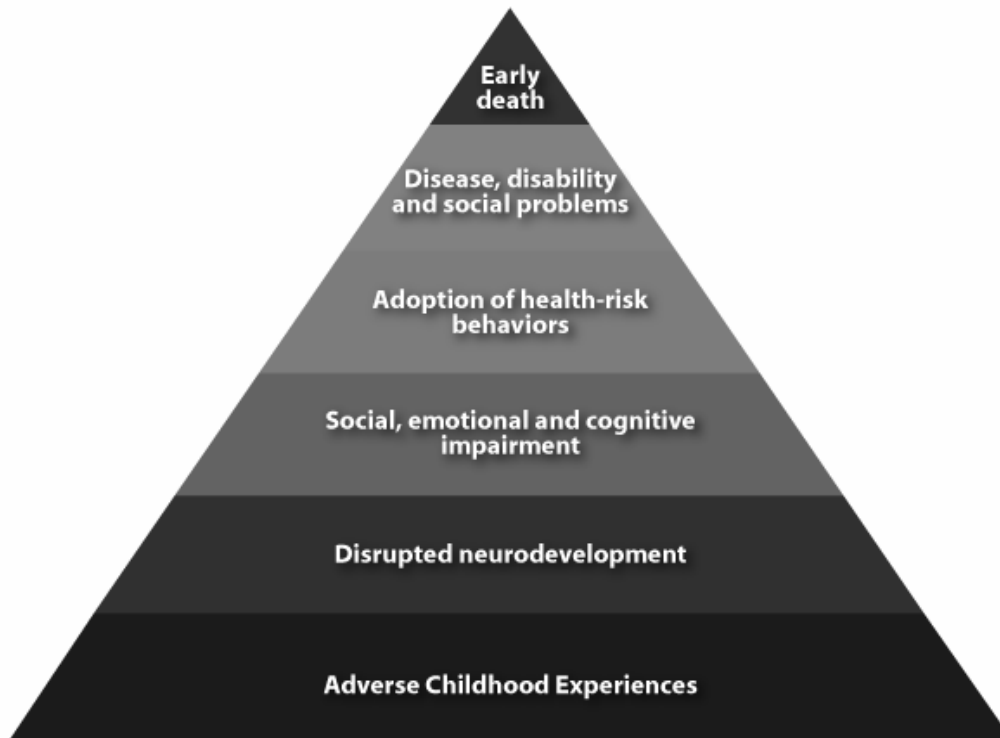 Early
death
Disease, disability
and social problems
Adoption of health-risk
behaviors
Social, emotional and cognitive
impairment
Disrupted neurodevelopment
Adverse Childhood Experiences